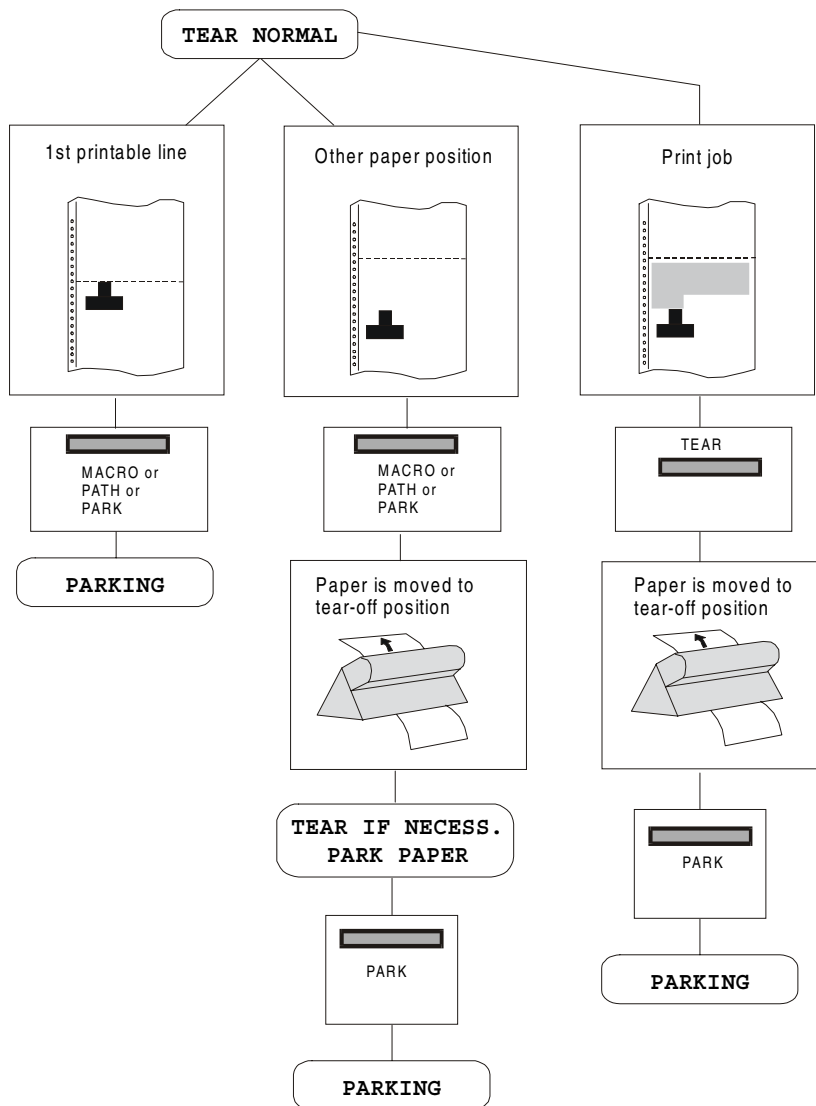 TEAR NORMAL
1st printable line
MACRO or
PATH or
PARK
PARKING
Other paper position
MACRO or
PATH or
PARK
Paper is moved to
tear-off position
TEAR IF NECESS.
PARK PAPER
PARK
PARKING
Print job
TEAR
Paper is moved to
tear-off position
PARK
PARKING